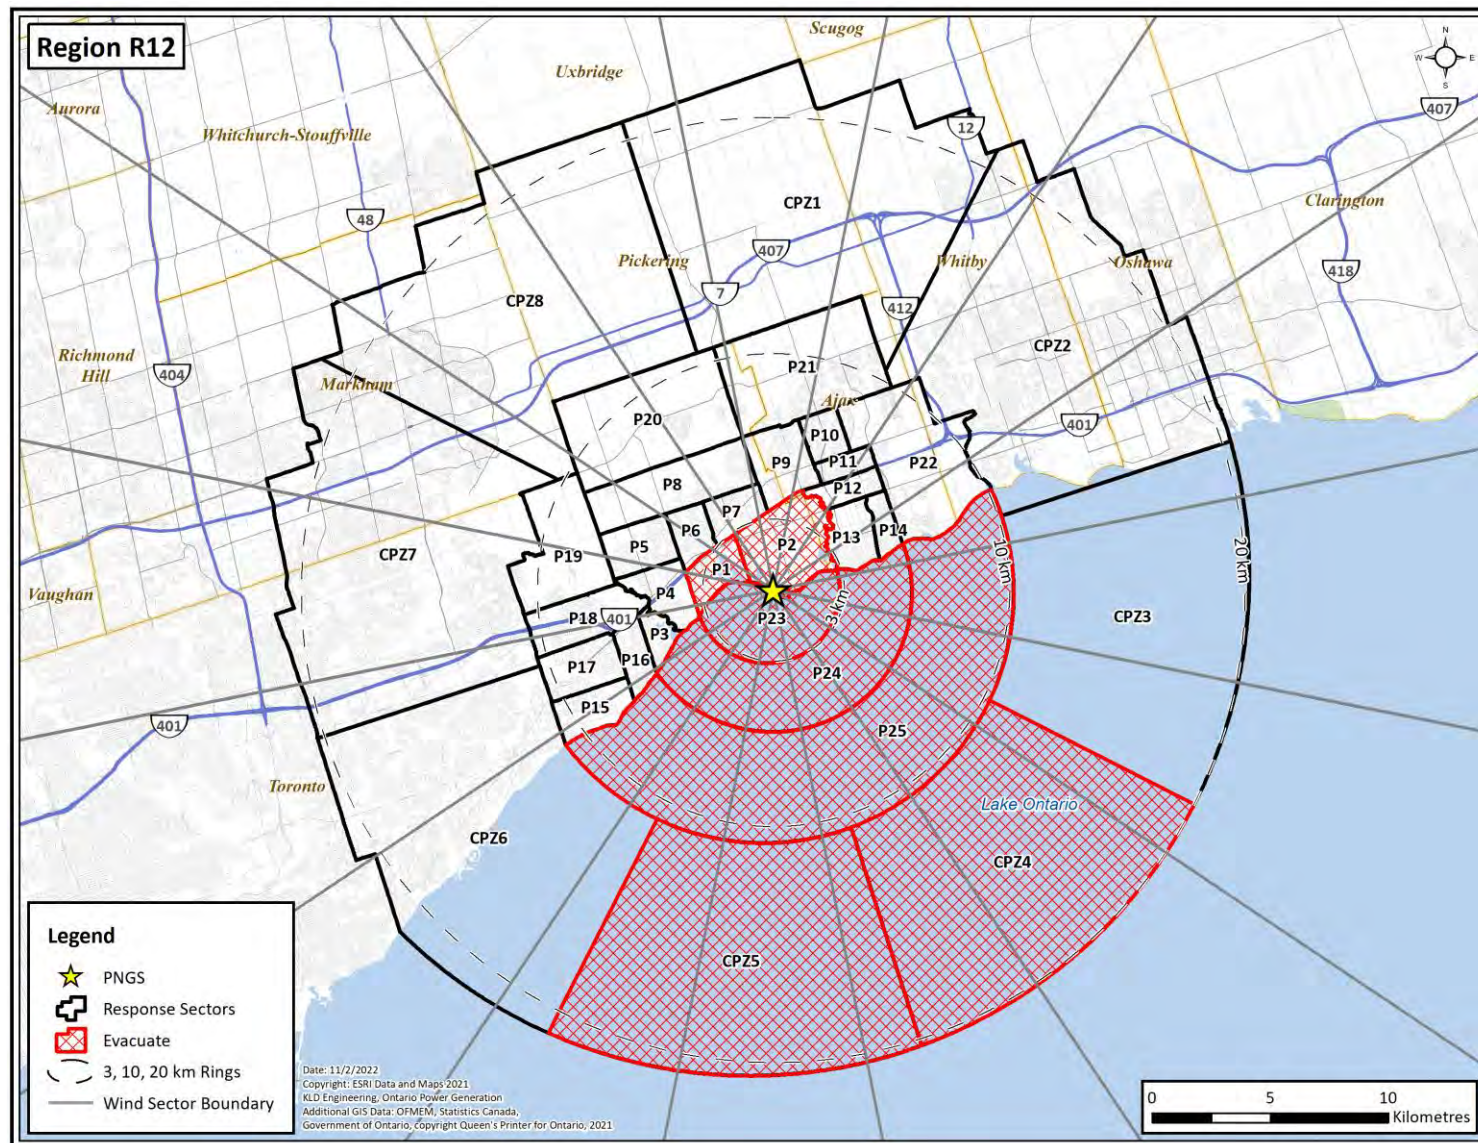 Region R12
Scugog
Uxbridge
N
W E
S
Aurora
Whitchurch-Stouffville
12
407
48
CPZ1
Clarington
407
Pickering
Whitby
Oshawa
418
7
CPZ8
412
Richmond
Hill
404
Markham
CPZ2
P21
Ajax
P20
401
P10
P9
P11
P22
P8
P12
P7
P6
P13
P14
P2
P5
CPZ7
P19
10 km
20 km
P1
Vaughan
P4
P18
401
P23
3 km
CPZ3
P3
P16
P17
P24
P15
401
P25
Toronto
Lake Ontario
CPZ6
CPZ4
CPZ5
Legend
PNGS
Response Sectors
Evacuate
3, 10, 20 km Rings
Wind Sector Boundary
Date: 11/2/2022
Copyright: ESRI Data and Maps 2021
KLD Engineering, Ontario Power Generation
Additional GIS Data: OFMEM, Statistics Canada,
Government of Ontario, copyright Queen's Printer for Ontario, 2021
0 5 10
Kilometres